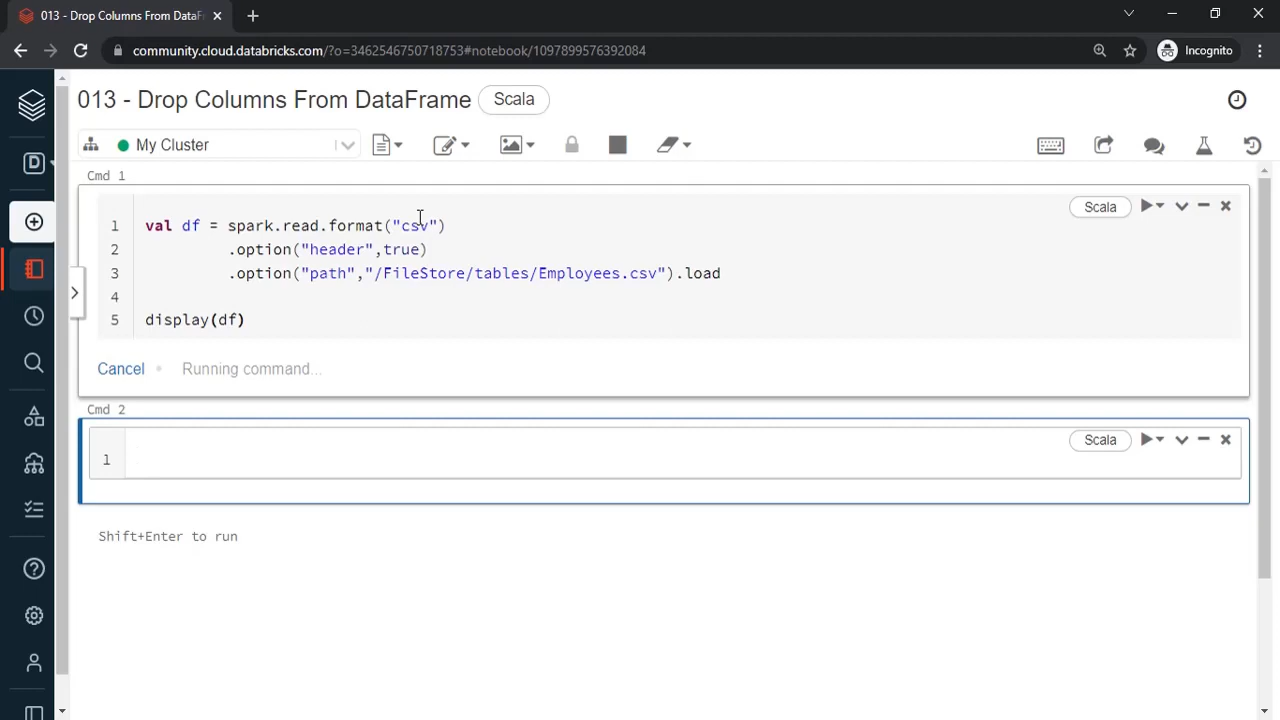 013 - Drop Columns From DataF
community.cloud.databricks.com/?o=3462546750718753#notebook/1097899576392084
Incognito
013 - Drop Columns From DataFrame
Scala
D
My Cluster
Cmd 1
Scala
1 val df = spark.read.format("csv")
2 .option("header",true)
3 .option("path","/FileStore/tables/Employees.csv").load
4
5 display(df)
Cancel
Running command...
Cmd 2
Scala
1
Shift+Enter to run